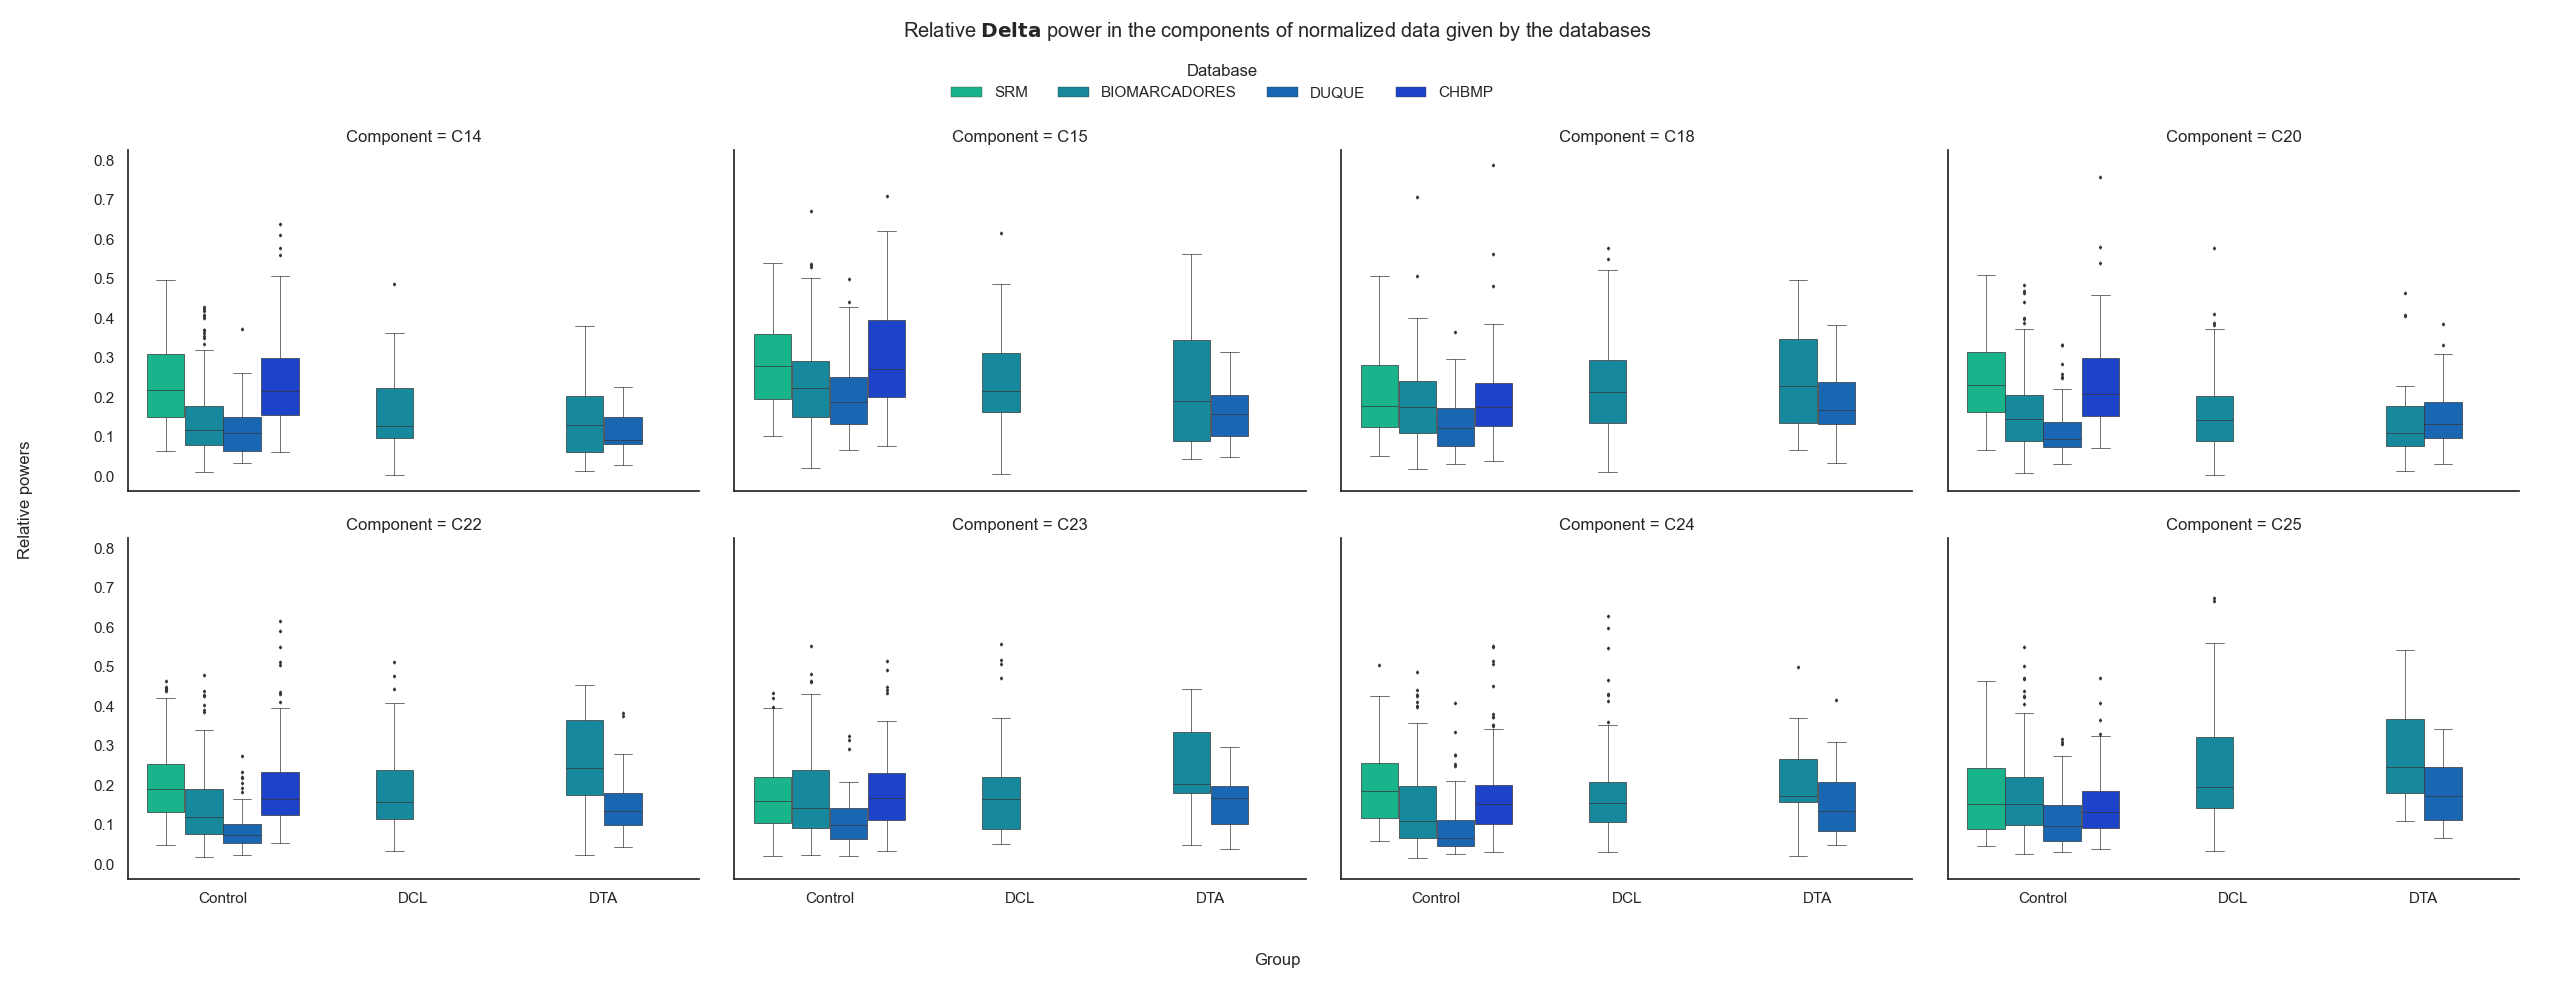 Relative Delta power in the components of normalized data given by the databases
Database
SRM BIOMARCADORES DUQUE CHBMP
Component = C14 Component = C15 Component = C18 Component = C20
0.8
0.7
0.6
0.5
0.4
0.3
0.2
0.1
0.0
Relative powers
Component = C22 Component = C23 Component = C24 Component = C25
0.8
0.7
0.6
0.5
0.4
0.3
0.2
0.1
0.0
Control DCL DTA Control DCL DTA Control DCL DTA Control DCL DTA
Group